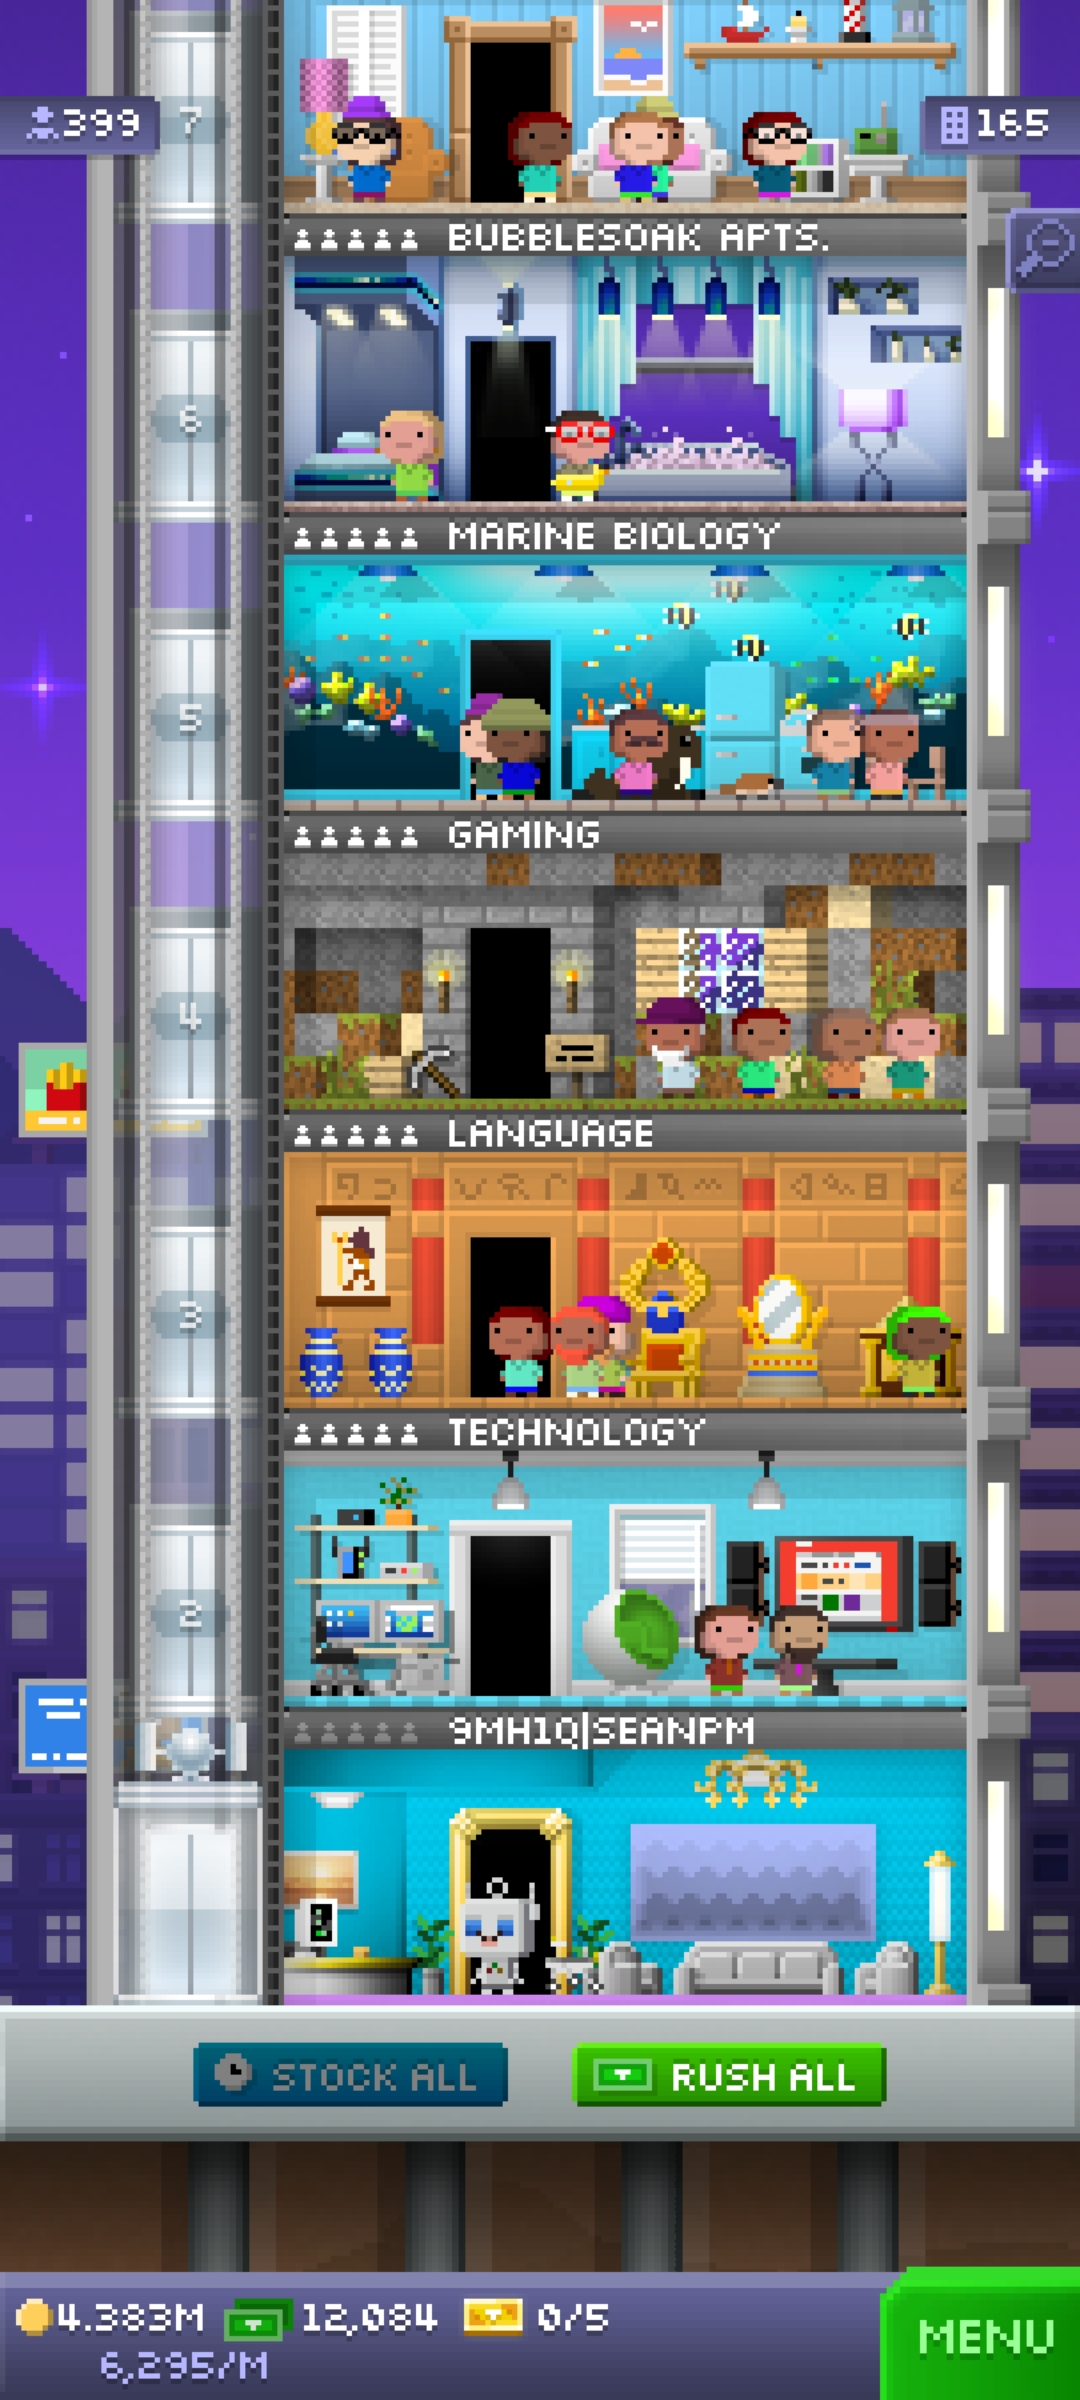 399
7
165
BUBBLESOAK APTS.
6
MARINE BIOLOGY
5
GAMING
4
LANGUAGE
3
TECHNOLOGY
2
9MH1Q|SEANPM
STOCK ALL
RUSH ALL
4.383M
12,084
0/5
6,295/M
MENU